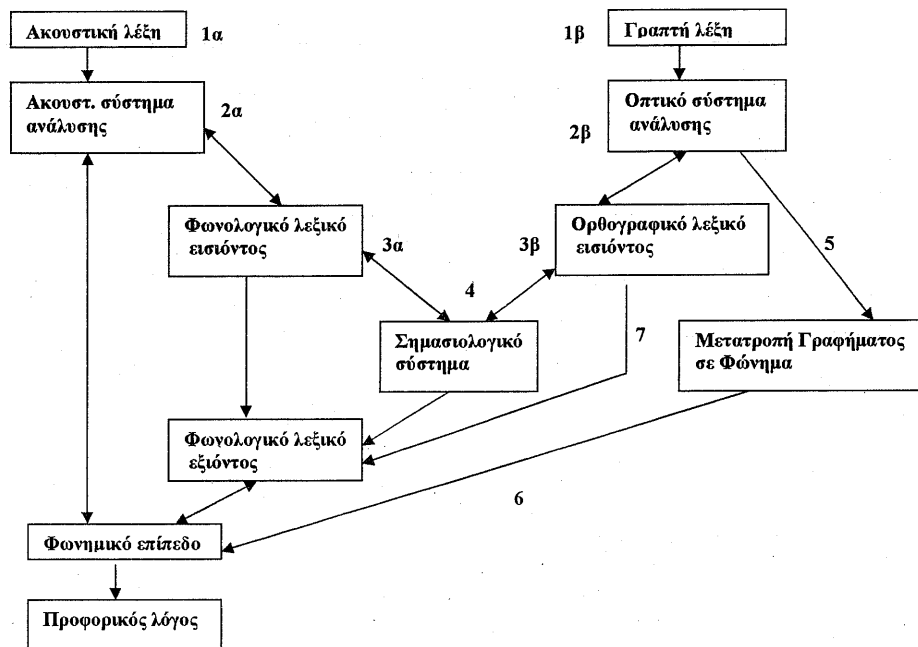 Ακουστική λέξη
1α
1β
Γραπτή λέξη
Ακουστ. σύστημα
ανάλυσης
2α
Οπτικό σύστημα
ανάλυσης
2β
Φωνολογικό λεξικό
εισιόντος
3α
3β
Ορθογραφικό λεξικό
εισιόντος
5
4
Σημασιολογικό
σύστημα
7
Μετατροπή Γραφήματος
σε Φώνημα
Φωνολογικό λεξικό
εξιόντος
6
Φωνημικό επίπεδο
Προφορικός λόγος